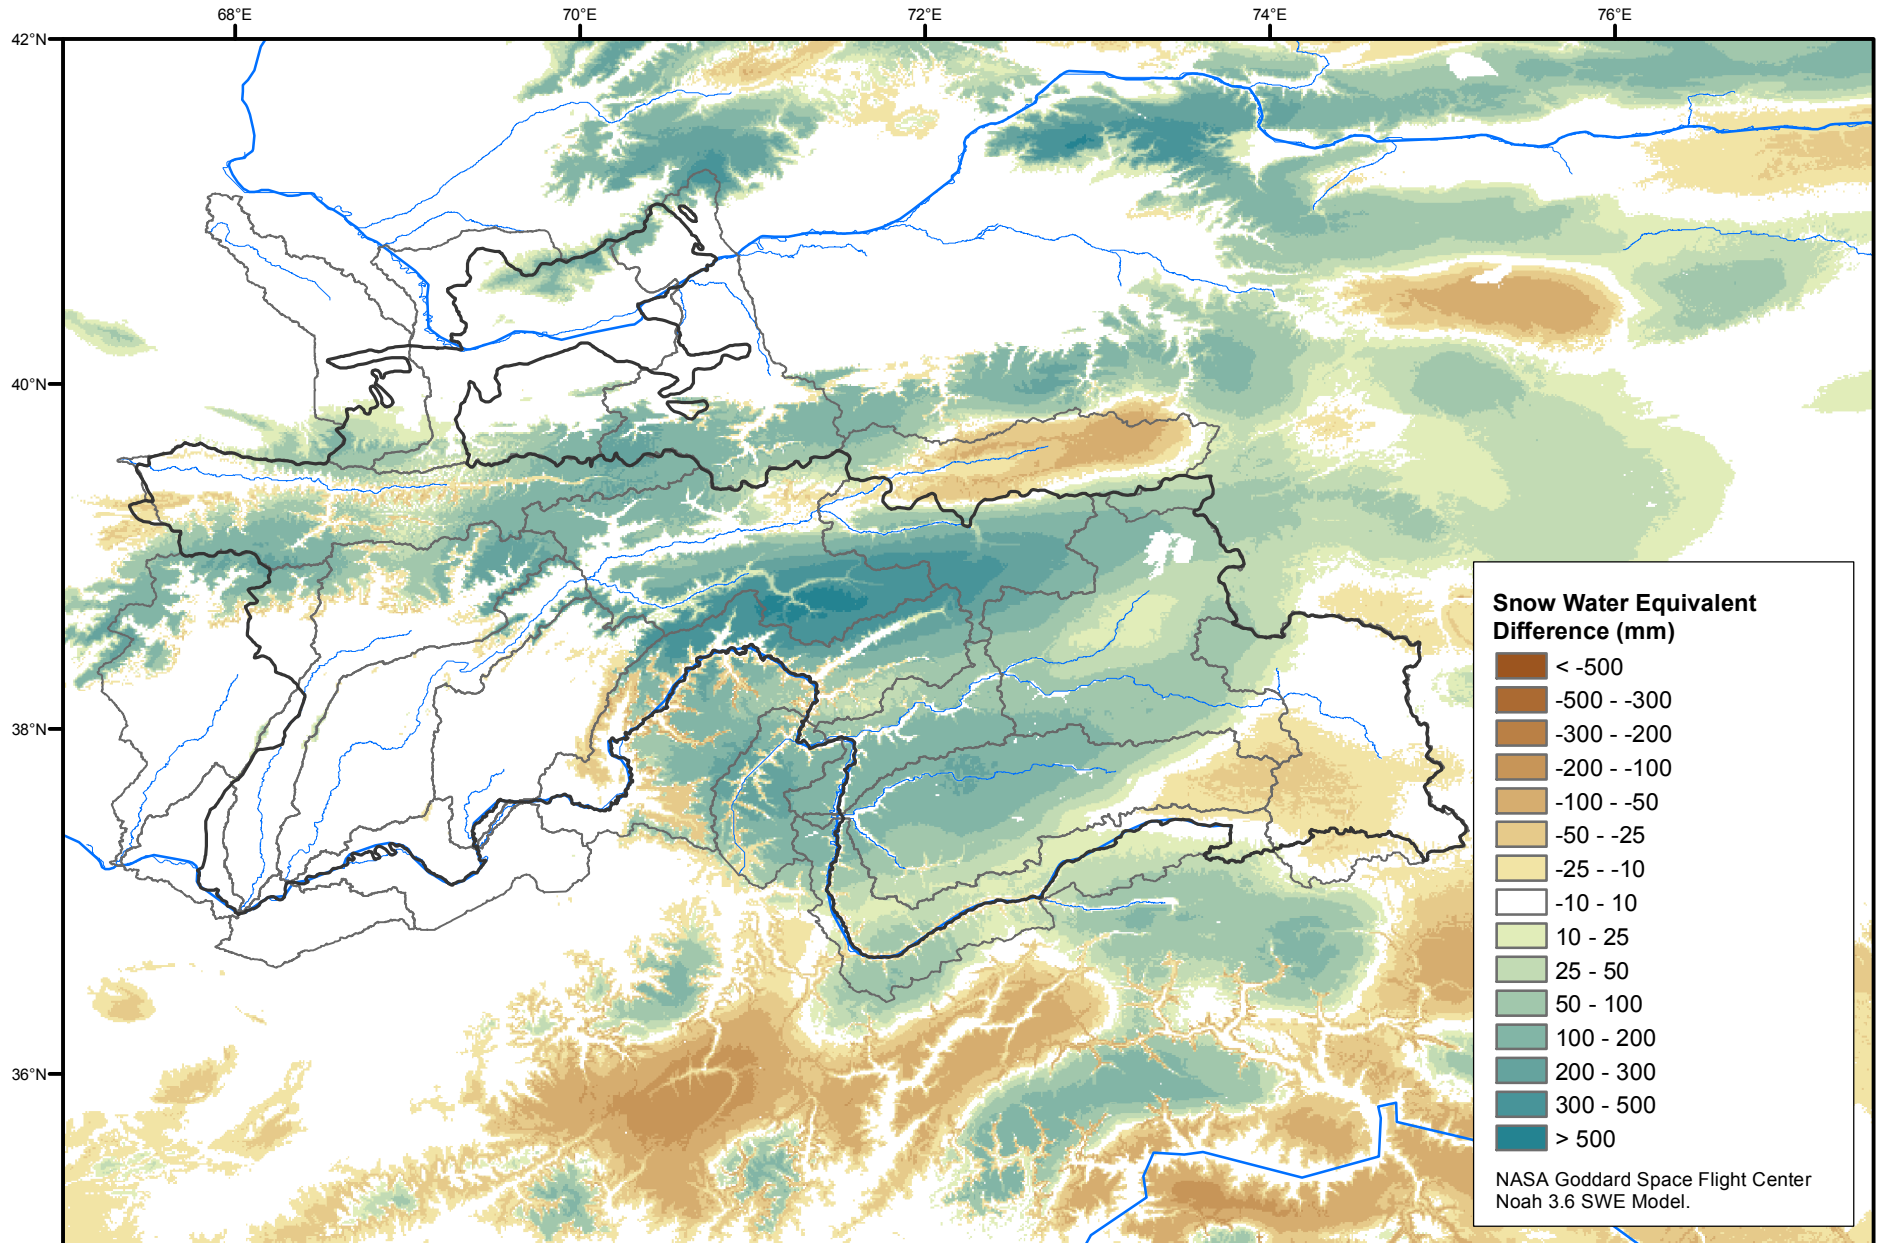 68°E 70°E 72°E 74°E 76°E
42°N
40°N
38°N
36°N
Snow Water Equivalent
Difference (mm)
< -500
-500 - -300
-300 - -200
-200 - -100
-100 - -50
-50 - -25
-25 - -10
-10 - 10
10 - 25
25 - 50
50 - 100
100 - 200
200 - 300
300 - 500
> 500
NASA Goddard Space Flight Center
Noah 3.6 SWE Model.